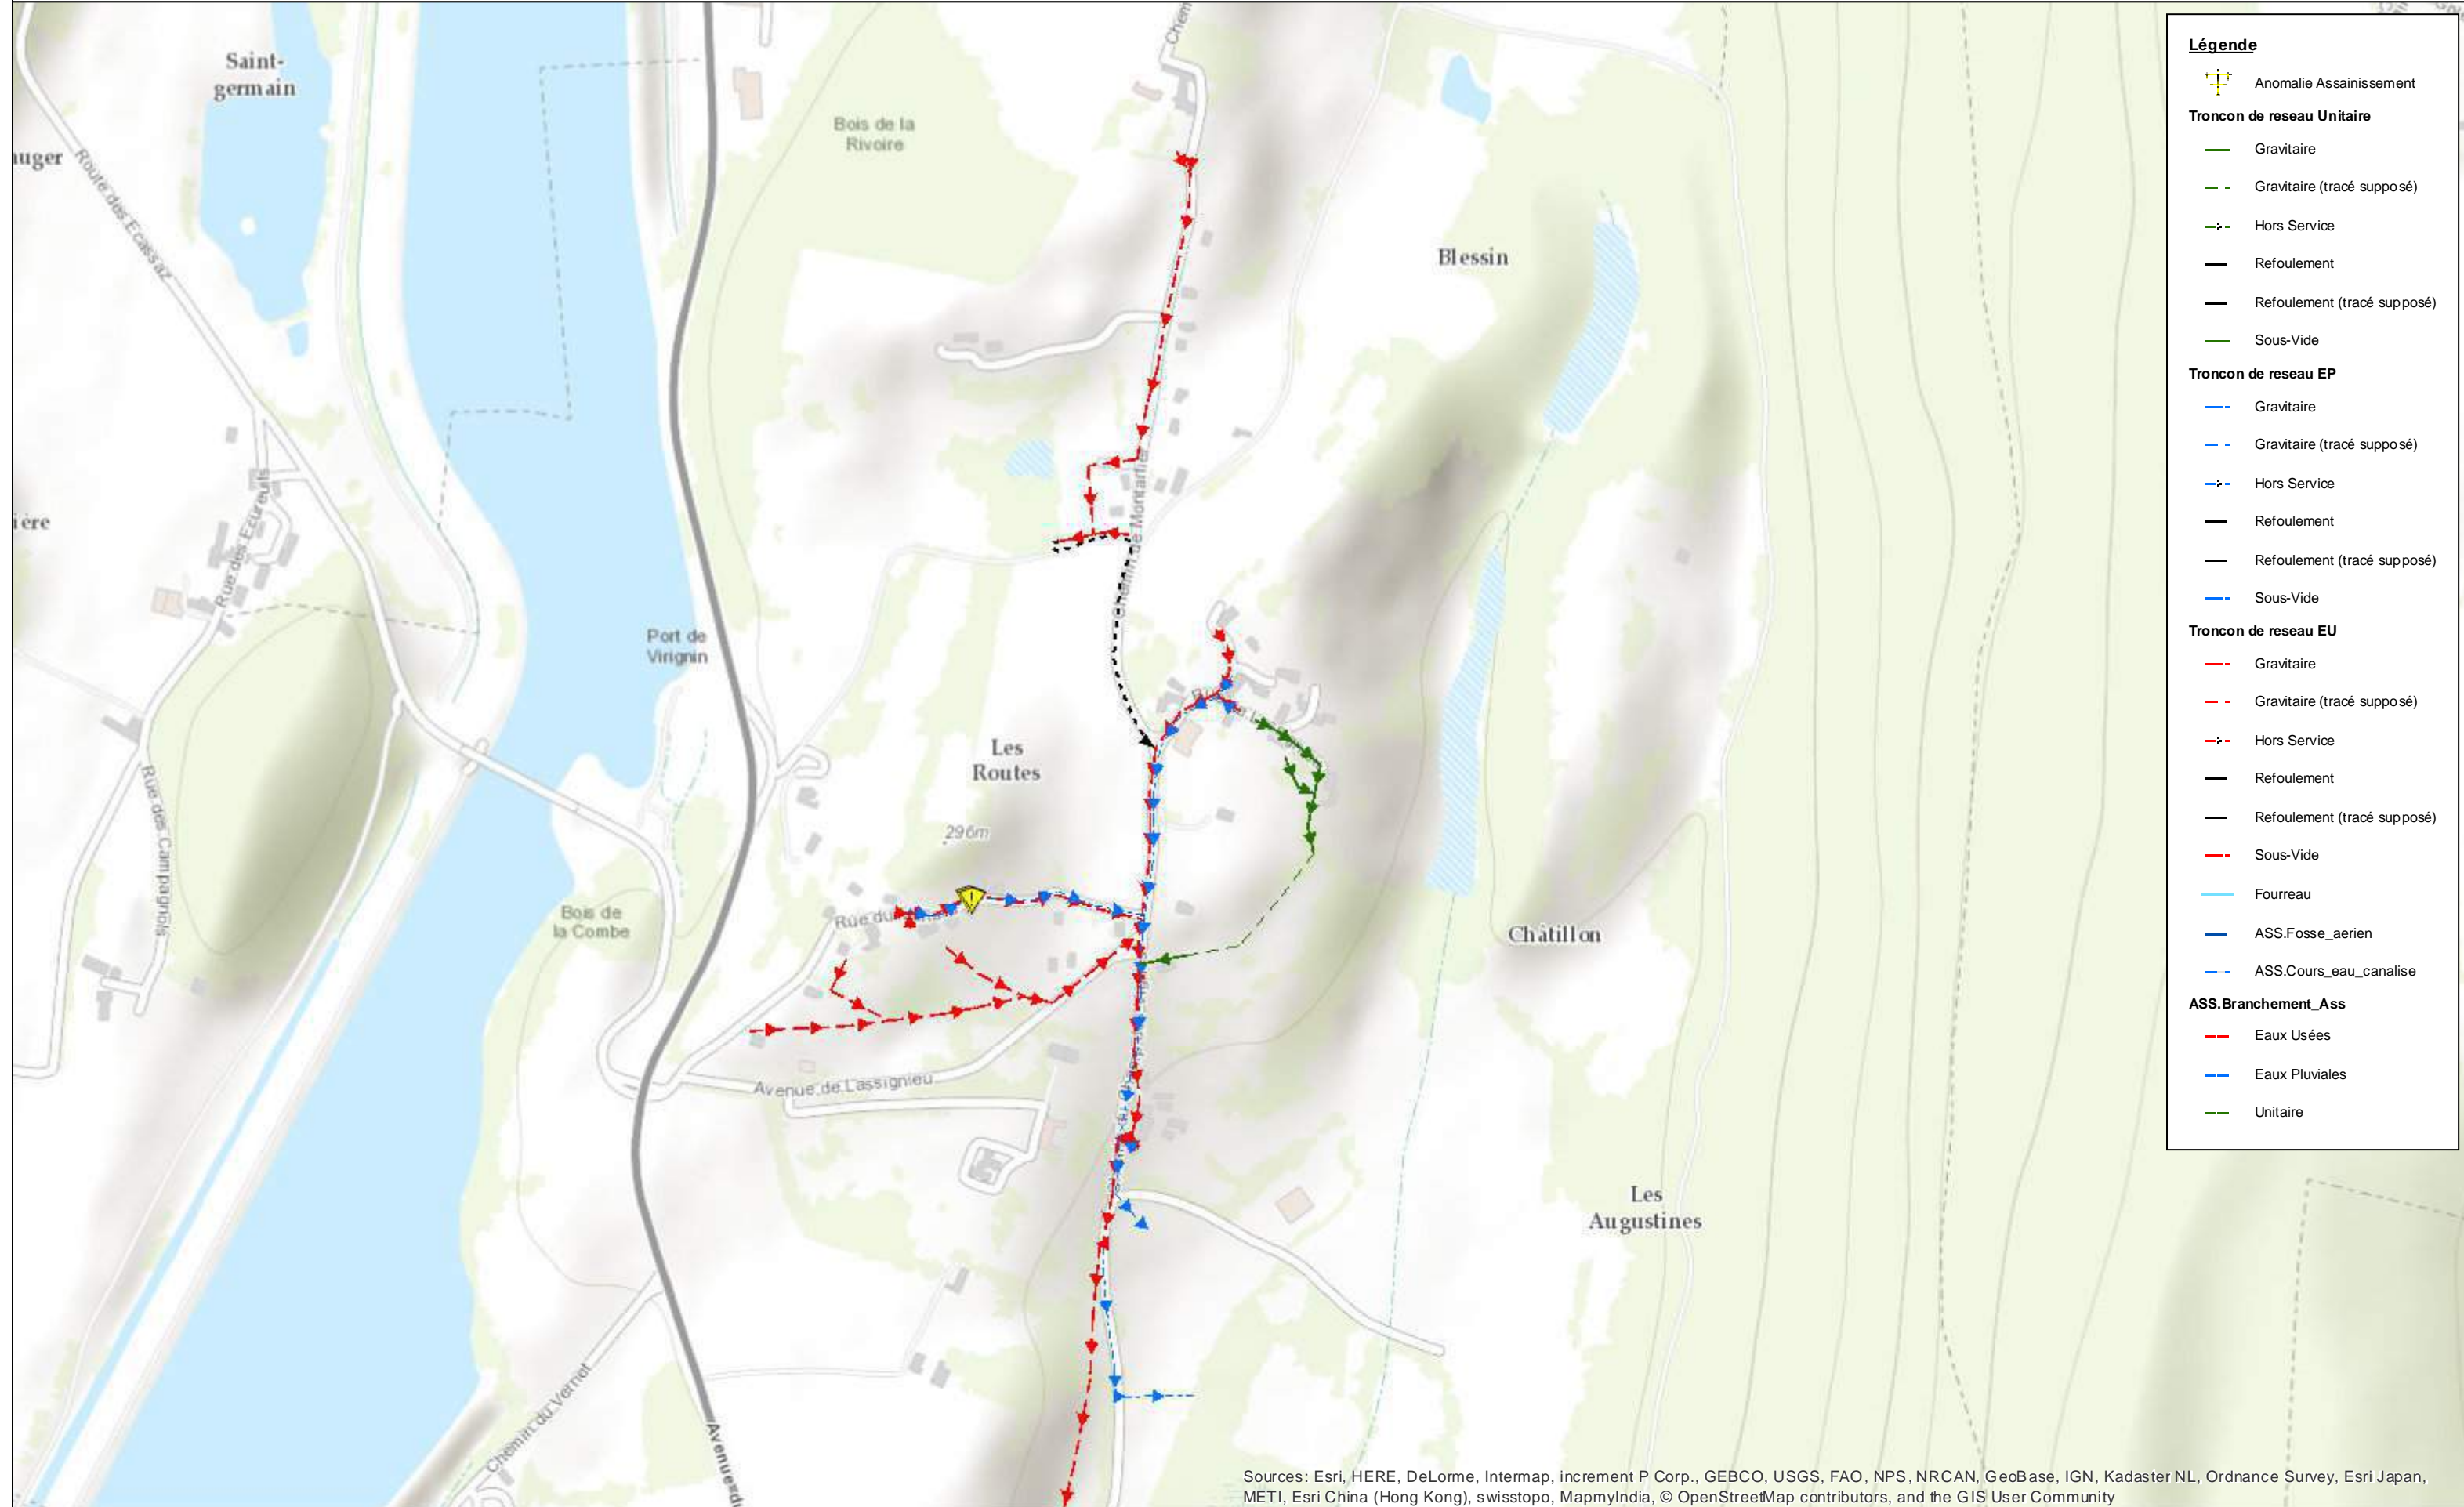 Saint-
germain
Bois de la
Rivoire
Route des Ecassaz
Blessin
Rue des Ecureuils
Chemin de Montarfier
Port de
Virignin
Les
Routes
296m
Rue des Campagnols
Bois de
la Combe
Rue du
Châtillon
Avenue de Lassignieu
Les
Augustines
Chemin du Vernet
Légende
Anomalie Assainissement
Troncon de reseau Unitaire
Gravitaire
Gravitaire (tracé supposé)
Hors Service
Refoulement
Refoulement (tracé supposé)
Sous-Vide
Troncon de reseau EP
Gravitaire
Gravitaire (tracé supposé)
Hors Service
Refoulement
Refoulement (tracé supposé)
Sous-Vide
Troncon de reseau EU
Gravitaire
Gravitaire (tracé supposé)
Hors Service
Refoulement
Refoulement (tracé supposé)
Sous-Vide
Fourreau
ASS.Fosse_aerien
ASS.Cours_eau_canalise
ASS.Branchement_Ass
Eaux Usées
Eaux Pluviales
Unitaire
Sources: Esri, HERE, DeLorme, Intermap, increment P Corp., GEBCO, USGS, FAO, NPS, NRCAN, GeoBase, IGN, Kadaster NL, Ordnance Survey, Esri Japan,
METI, Esri China (Hong Kong), swisstopo, MapmyIndia, © OpenStreetMap contributors, and the GIS User Community